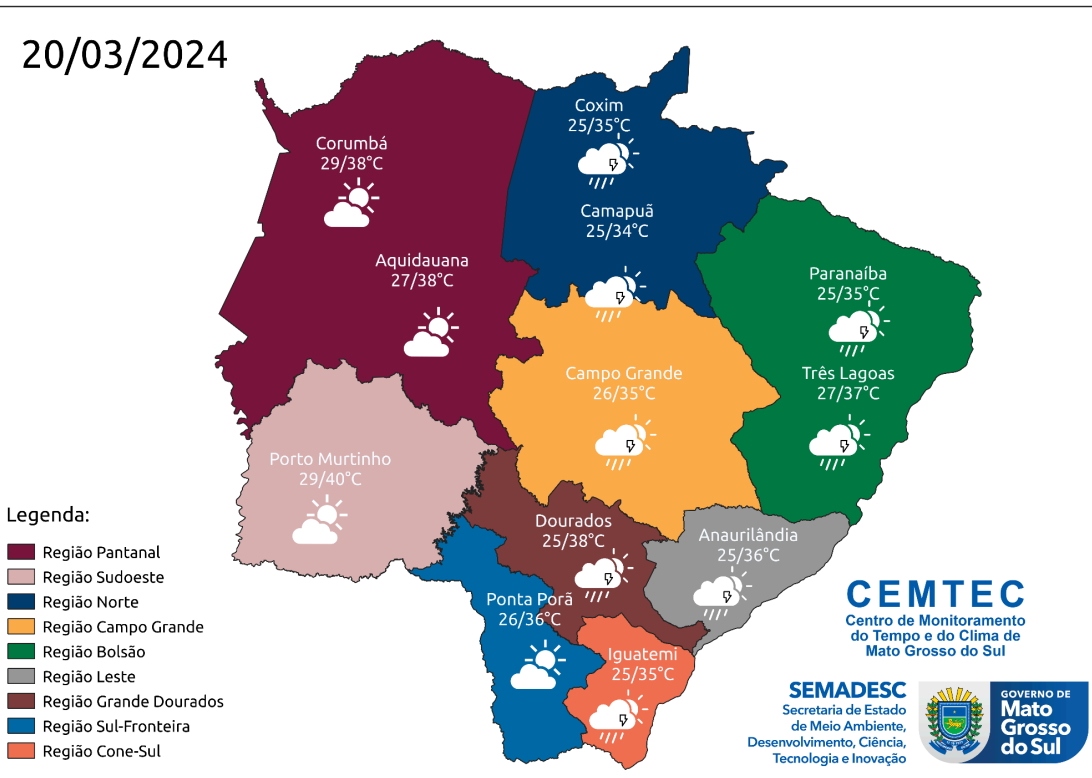 20/03/2024
Coxim
25/35°C
Corumbá
29/38°C
Camapuã
25/34°C
Aquidauana
27/38°C
Paranaíba
25/35°C
Campo Grande
26/35°C
Três Lagoas
27/37°C
Porto Murtinho
29/40°C
Dourados
25/38°C
Anaurilândia
25/36°C
Ponta Porã
26/36°C
Iguatemi
25/35°C
Legenda:
Região Pantanal
Região Sudoeste
Região Norte
Região Campo Grande
Região Bolsão
Região Leste
Região Grande Dourados
Região Sul-Fronteira
Região Cone-Sul
CEMTEC
Centro de Monitoramento
do Tempo e do Clima de
Mato Grosso do Sul
SEMADESC
Secretaria de Estado
de Meio Ambiente,
Desenvolvimento, Ciência,
Tecnologia e Inovação
GOVERNO DE
Mato
Grosso
do Sul